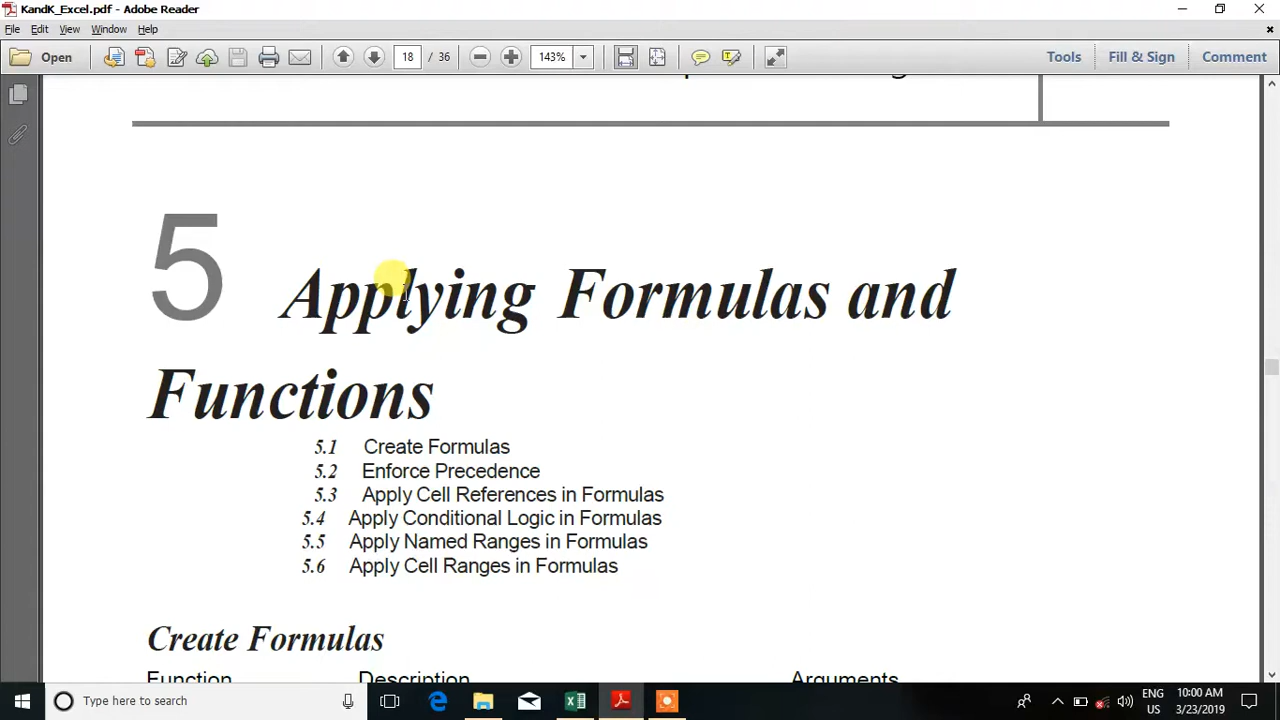 KandK_Excel.pdf - Adobe Reader
File Edit View Window Help
Open 18 / 36 143% Tools Fill & Sign Comment
5 Applying Formulas and
Functions
5.1 Create Formulas
5.2 Enforce Precedence
5.3 Apply Cell References in Formulas
5.4 Apply Conditional Logic in Formulas
5.5 Apply Named Ranges in Formulas
5.6 Apply Cell Ranges in Formulas
Create Formulas
Function Description Arguments
Type here to search
ENG 10:00 AM
US 3/23/2019